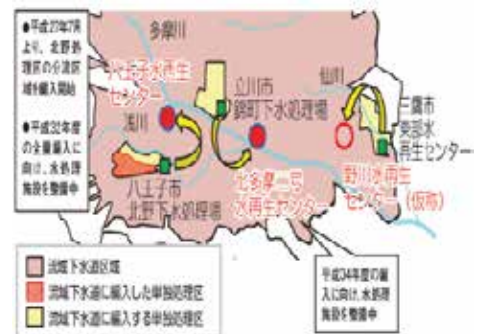 ●平成27年7月
より、北野処
理区の分流区
域を編入開始
●平成32年度
の全量編入に
向け、水処理
施設を整備中
多摩川
八王子水再生
センター
浅川
八王子市
北野下水処理場
立川市
錦町下水処理場
北多摩一号
水再生センター
仙川
三鷹市
東部水
再生センター
野川水再生
センター(仮称)
平成34年度の編
入に向け、水処理
施設を整備中
流域下水道区域
流域下水道に編入した単独処理区
流域下水道に編入する単独処理区